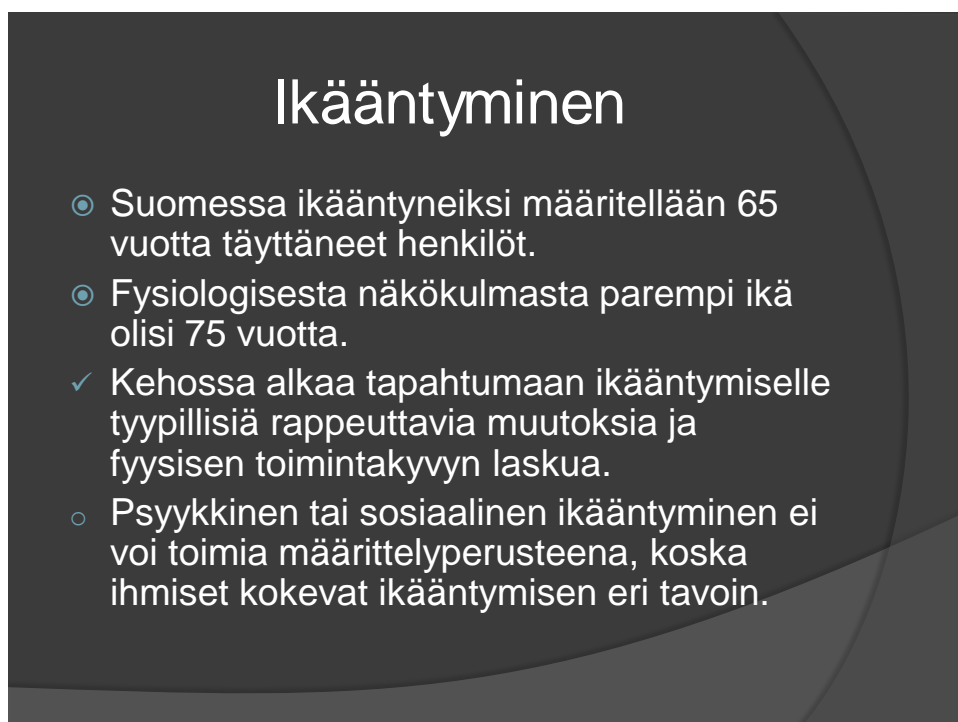 Ikääntyminen
Suomessa ikääntyneiksi määritellään 65
vuotta täyttäneet henkilöt.
Fysiologisesta näkökulmasta parempi ikä
olisi 75 vuotta.
Kehossa alkaa tapahtumaan ikääntymiselle
tyypillisiä rappeuttavia muutoksia ja
fyysisen toimintakyvyn laskua.
Psyykkinen tai sosiaalinen ikääntyminen ei
voi toimia määrittelyperusteena, koska
ihmiset kokevat ikääntymisen eri tavoin.